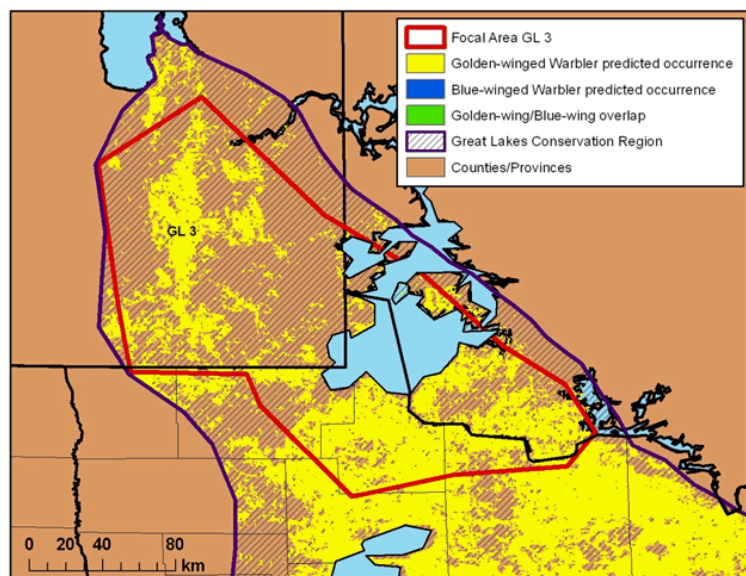 Focal Area GL 3
Golden-winged Warbler predicted occurrence
Blue-winged Warbler predicted occurrence
Golden-wing/Blue-wing overlap
Great Lakes Conservation Region
Counties/Provinces
GL 3
0 20 40 80
km